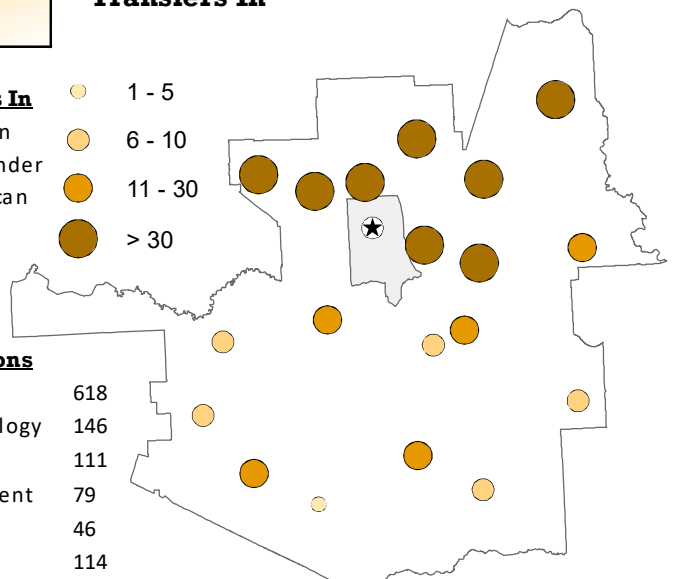 Transfers In
s In
1 - 5
n
6 - 10
nder
11 - 30
can
> 30
ons
618
logy 146
111
ent 79
46
114